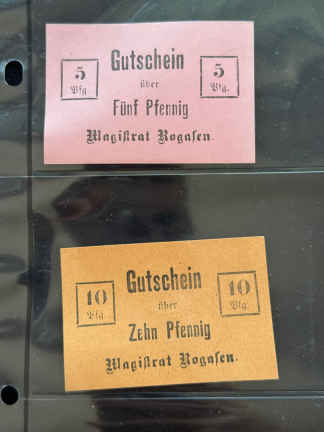 5 Pfg.
Gutschein
5 Pfg.
über
Fünf Pfennig
Magistrat Rogasen.
10 Pfg.
Gutschein
10 Pfg.
über
Zehn Pfennig
Magistrat Rogasen.